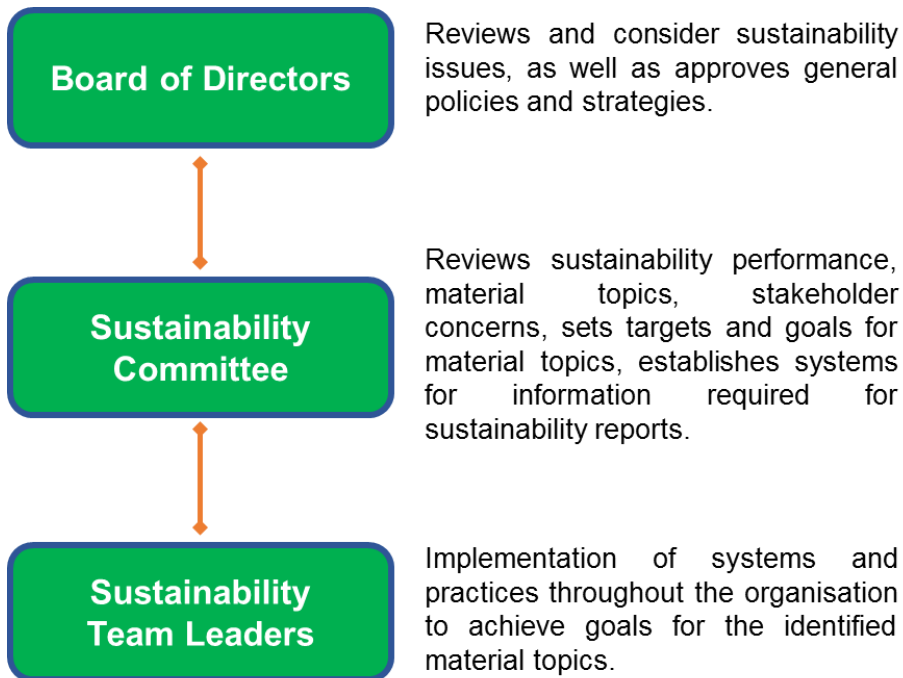 Board of Directors
Reviews and consider sustainability
issues, as well as approves general
policies and strategies.
Sustainability
Committee
Reviews sustainability performance,
material topics, stakeholder
concerns, sets targets and goals for
material topics, establishes systems
for information required for
sustainability reports.
Sustainability
Team Leaders
Implementation of systems and
practices throughout the organisation
to achieve goals for the identified
material topics.